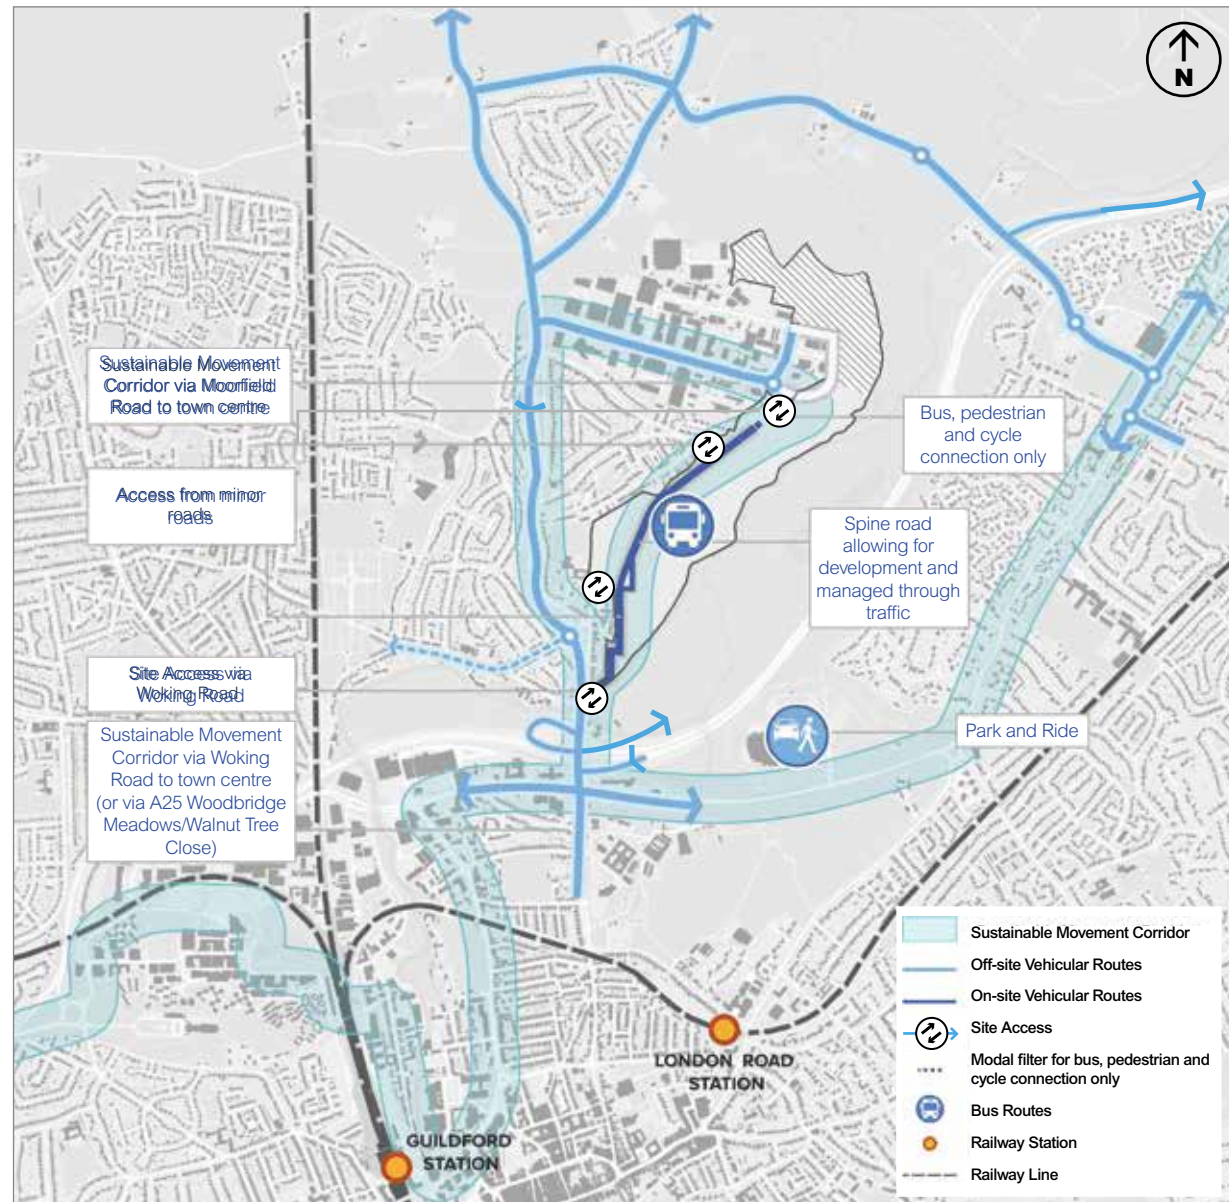 N
Sustainable Movement
Corridor via Moorfield
Road to town centre
Access from minor
roads
Site Access via
Woking Road
Sustainable Movement
Corridor via Woking
Road to town centre
(or via A25 Woodbridge
Meadows/Walnut Tree
Close)
Bus, pedestrian
and cycle
connection only
Spine road
allowing for
development and
managed through
traffic
Park and Ride
LONDON ROAD
STATION
GUILDFORD
STATION
Sustainable Movement Corridor
Off-site Vehicular Routes
On-site Vehicular Routes
Site Access
Modal filter for bus, pedestrian and
cycle connection only
Bus Routes
Railway Station
Railway Line